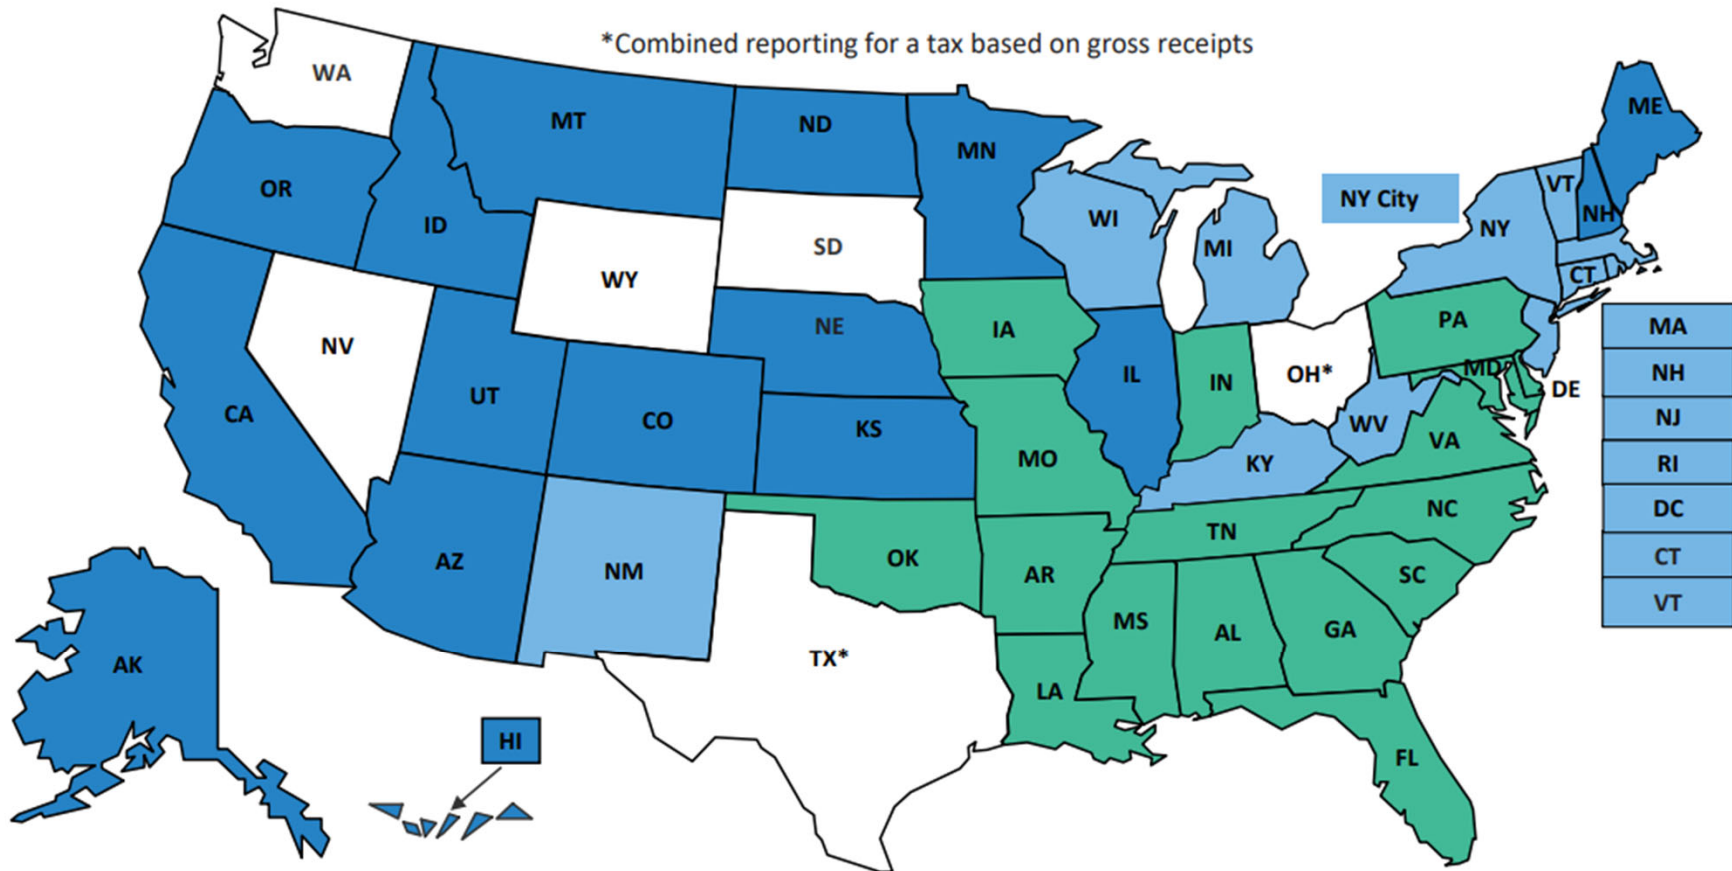 *Combined reporting for a tax based on gross receipts
WA
MT
ND
MN
ME
OR
ID
SD
WI
MI
NY City
NY
VT
NH
WY
NE
IA
PA
CT
NV
UT
CO
KS
IL
IN
OH*
MD
DE
CA
MO
KY
WV
VA
MA
NH
NJ
RI
DC
CT
VT
AZ
NM
OK
AR
TN
NC
SC
MS
AL
GA
AK
HI
TX*
LA
FL